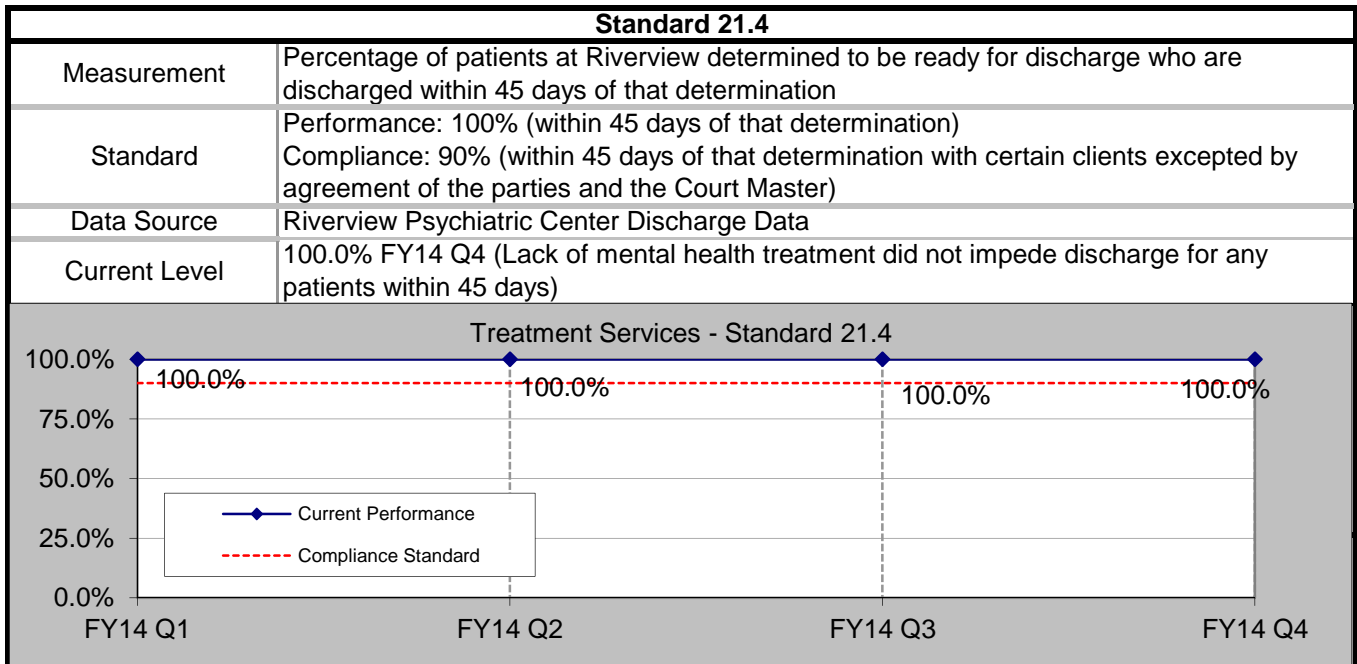 Standard 21.4
Measurement
Percentage of patients at Riverview determined to be ready for discharge who are
discharged within 45 days of that determination
Standard
Performance: 100% (within 45 days of that determination)
Compliance: 90% (within 45 days of that determination with certain clients excepted by
agreement of the parties and the Court Master)
Data Source
Riverview Psychiatric Center Discharge Data
Current Level
100.0% FY14 Q4 (Lack of mental health treatment did not impede discharge for any
patients within 45 days)
Treatment Services - Standard 21.4
100.0%
100.0%
100.0%
100.0%
100.0%
75.0%
50.0%
25.0%
0.0%
Current Performance
Compliance Standard
FY14 Q1
FY14 Q2
FY14 Q3
FY14 Q4